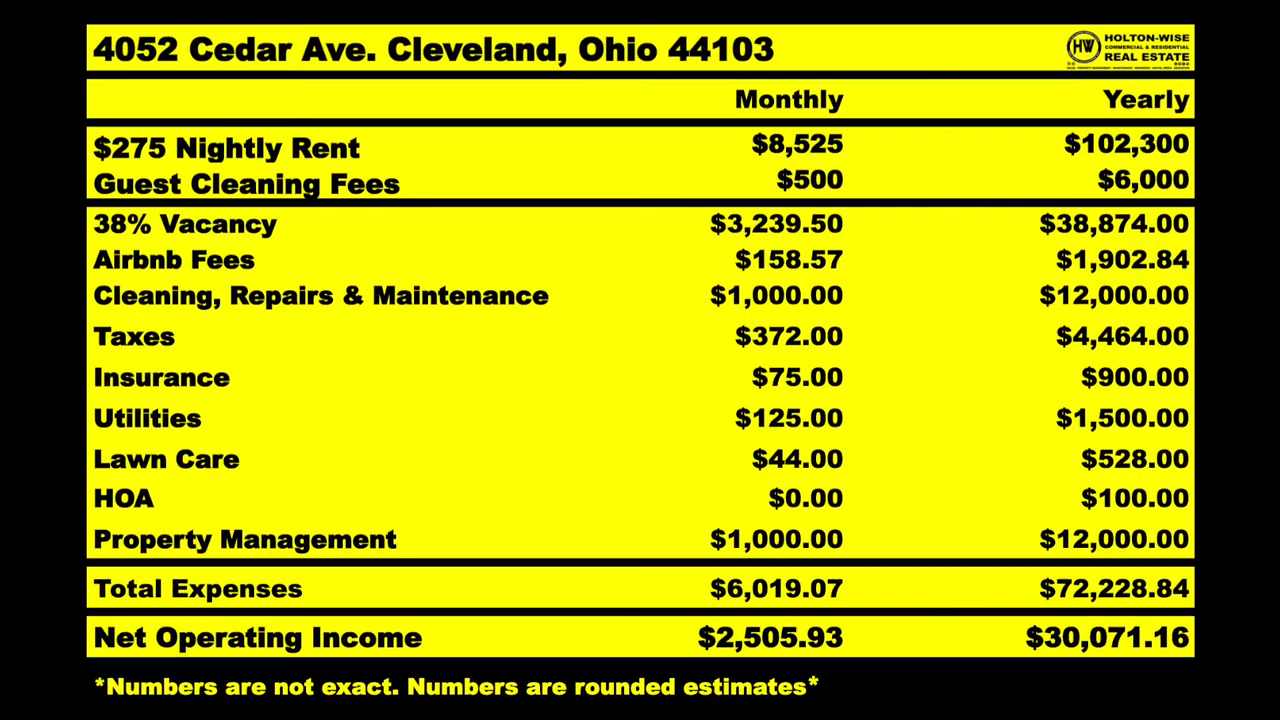 4052 Cedar Ave. Cleveland, Ohio 44103
HOLTON-WISE
HW
COMMERCIAL & RESIDENTIAL
REAL ESTATE
Monthly Yearly
$275 Nightly Rent $8,525 $102,300
Guest Cleaning Fees $500 $6,000
38% Vacancy $3,239.50 $38,874.00
Airbnb Fees $158.57 $1,902.84
Cleaning, Repairs & Maintenance $1,000.00 $12,000.00
Taxes $372.00 $4,464.00
Insurance $75.00 $900.00
Utilities $125.00 $1,500.00
Lawn Care $44.00 $528.00
HOA $0.00 $100.00
Property Management $1,000.00 $12,000.00
Total Expenses $6,019.07 $72,228.84
Net Operating Income $2,505.93 $30,071.16
*Numbers are not exact. Numbers are rounded estimates*